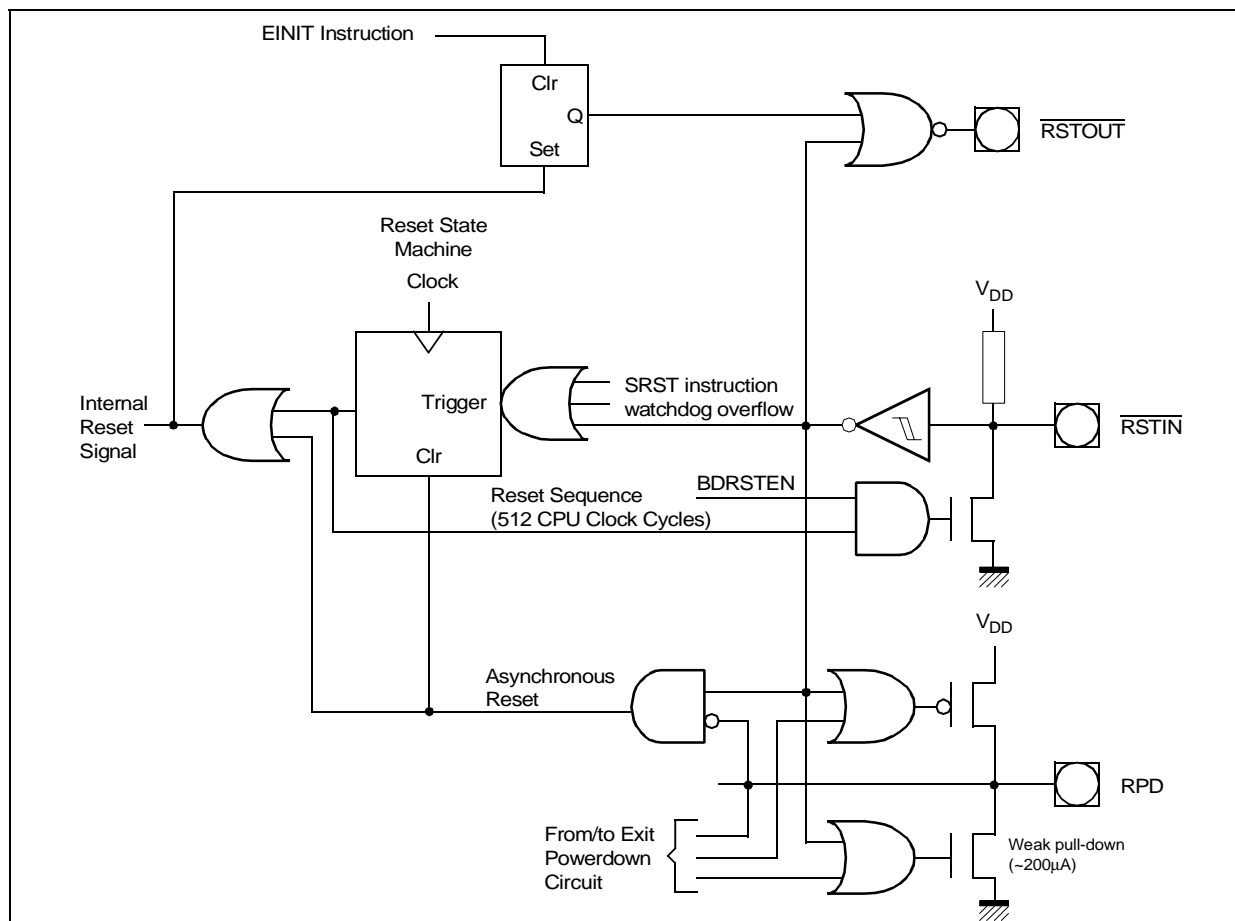 EINIT Instruction
Clr
Q
Set
RSTOUT
Reset State
Machine
Clock
VDD
Trigger
SRST instruction
watchdog overflow
Internal
Reset
Signal
RSTIN
Clr
BDRSTEN
Reset Sequence
(512 CPU Clock Cycles)
VDD
Asynchronous
Reset
RPD
From/to Exit
Powerdown
Circuit
Weak pull-down
(~200µA)